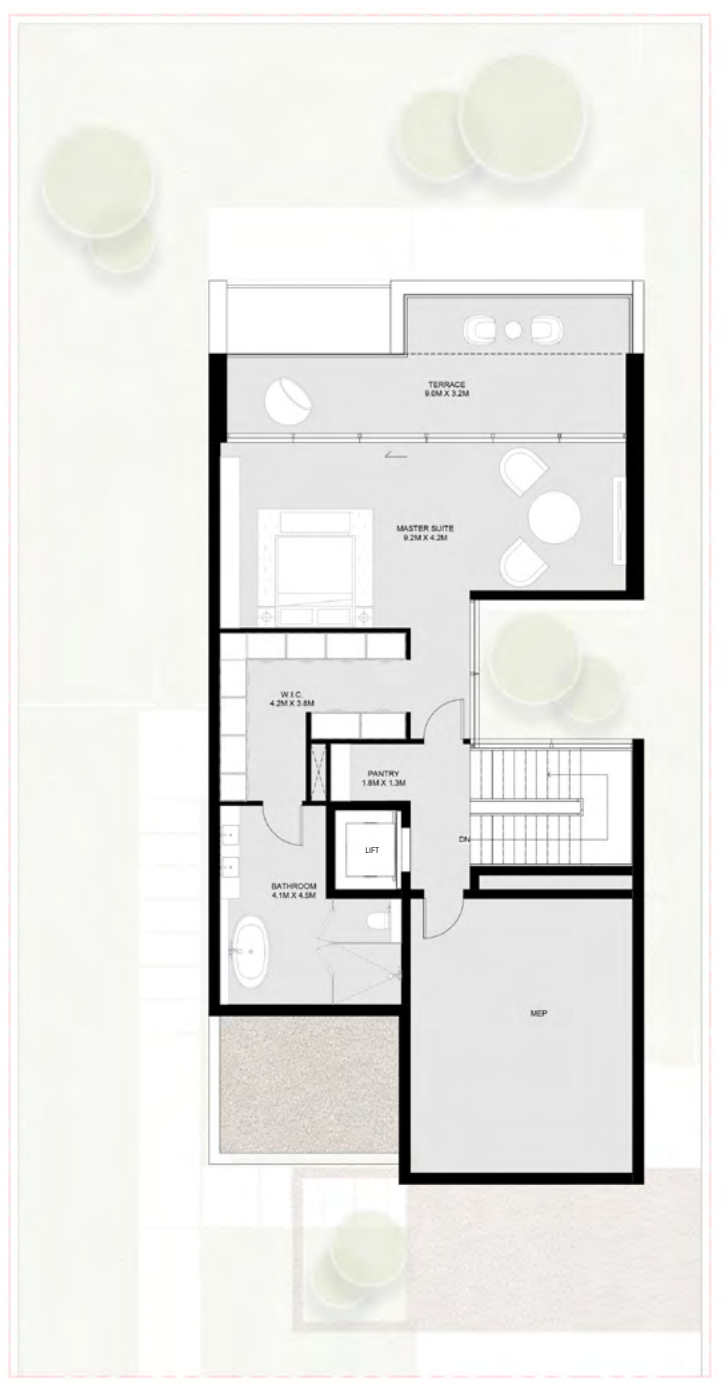 TERRACE
9.0M X 3.2M
MASTER SUITE
9.2M X 4.2M
W.I.C.
4.2M X 3.8M
PANTRY
1.8M X 1.3M
DN
LIFT
BATHROOM
4.1M X 4.5M
MEP